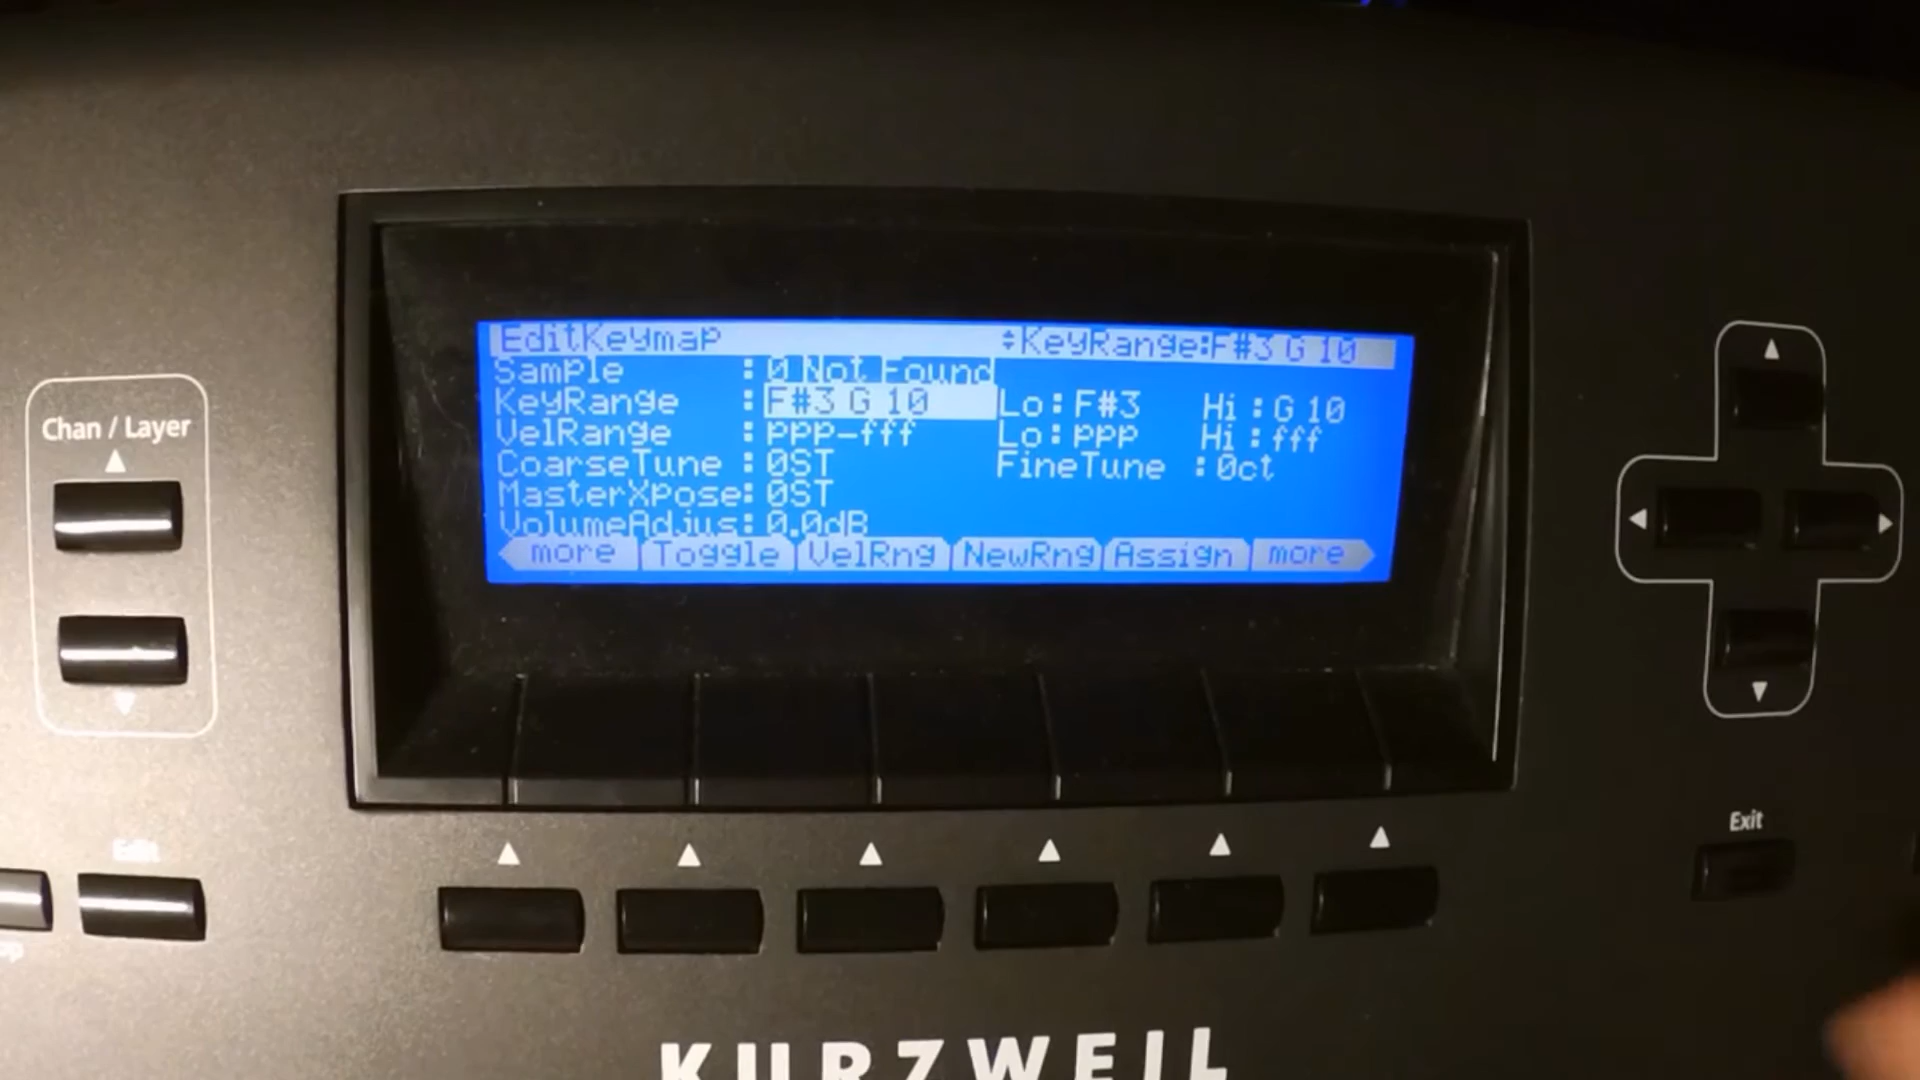 EditKeymap ÷KeyRange:F#3 G 10
Sample : 0 Not Found
KeyRange : F#3 G 10 Lo: F#3 Hi : G 10
VelRange : ppp-fff Lo: ppp Hi : fff
CoarseTune : 0ST FineTune : 0ct
MasterXpose: 0ST
VolumeAdjus: 0.0dB
more Toggle VelRng NewRng Assign more
Chan / Layer
Edit
Exit
KURZWEIL